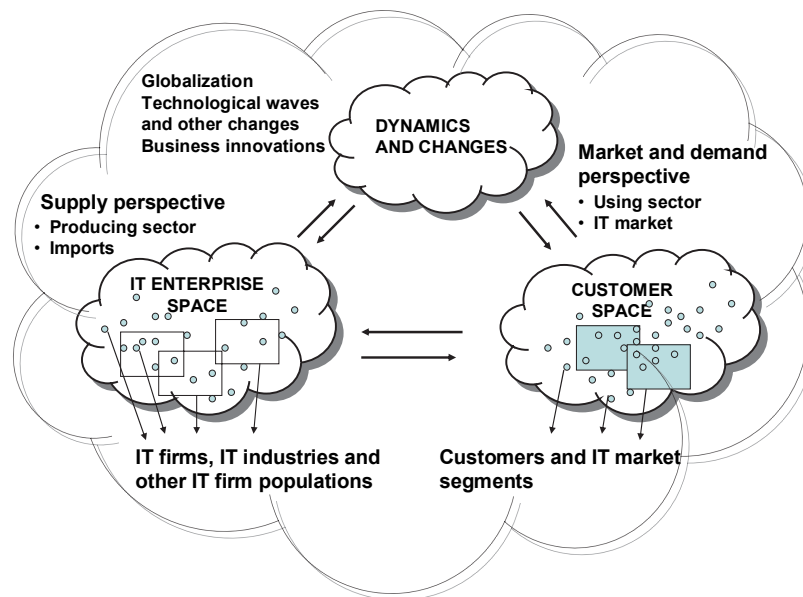 Globalization
Technological waves
and other changes
Business innovations
DYNAMICS
AND CHANGES
Market and demand
perspective
• Using sector
• IT market
Supply perspective
• Producing sector
• Imports
IT ENTERPRISE
SPACE
CUSTOMER
SPACE
IT firms, IT industries and
other IT firm populations
Customers and IT market
segments